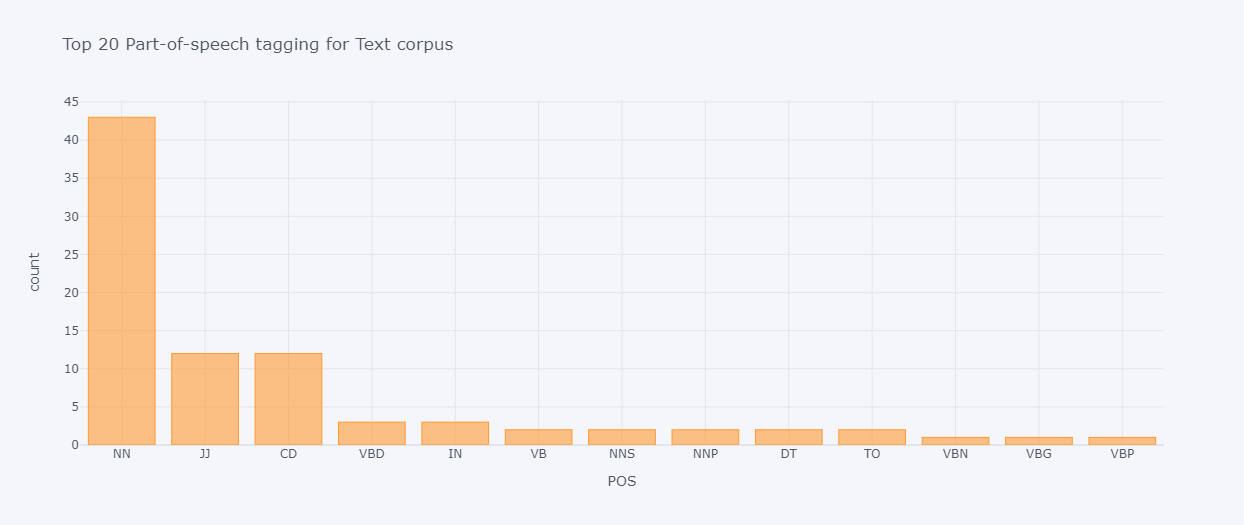 Top 20 Part-of-speech tagging for Text corpus
45
40
35
30
25
20
15
10
5
0
count
NN JJ CD VBD IN VB NNS NNP DT TO VBN VBG VBP
POS